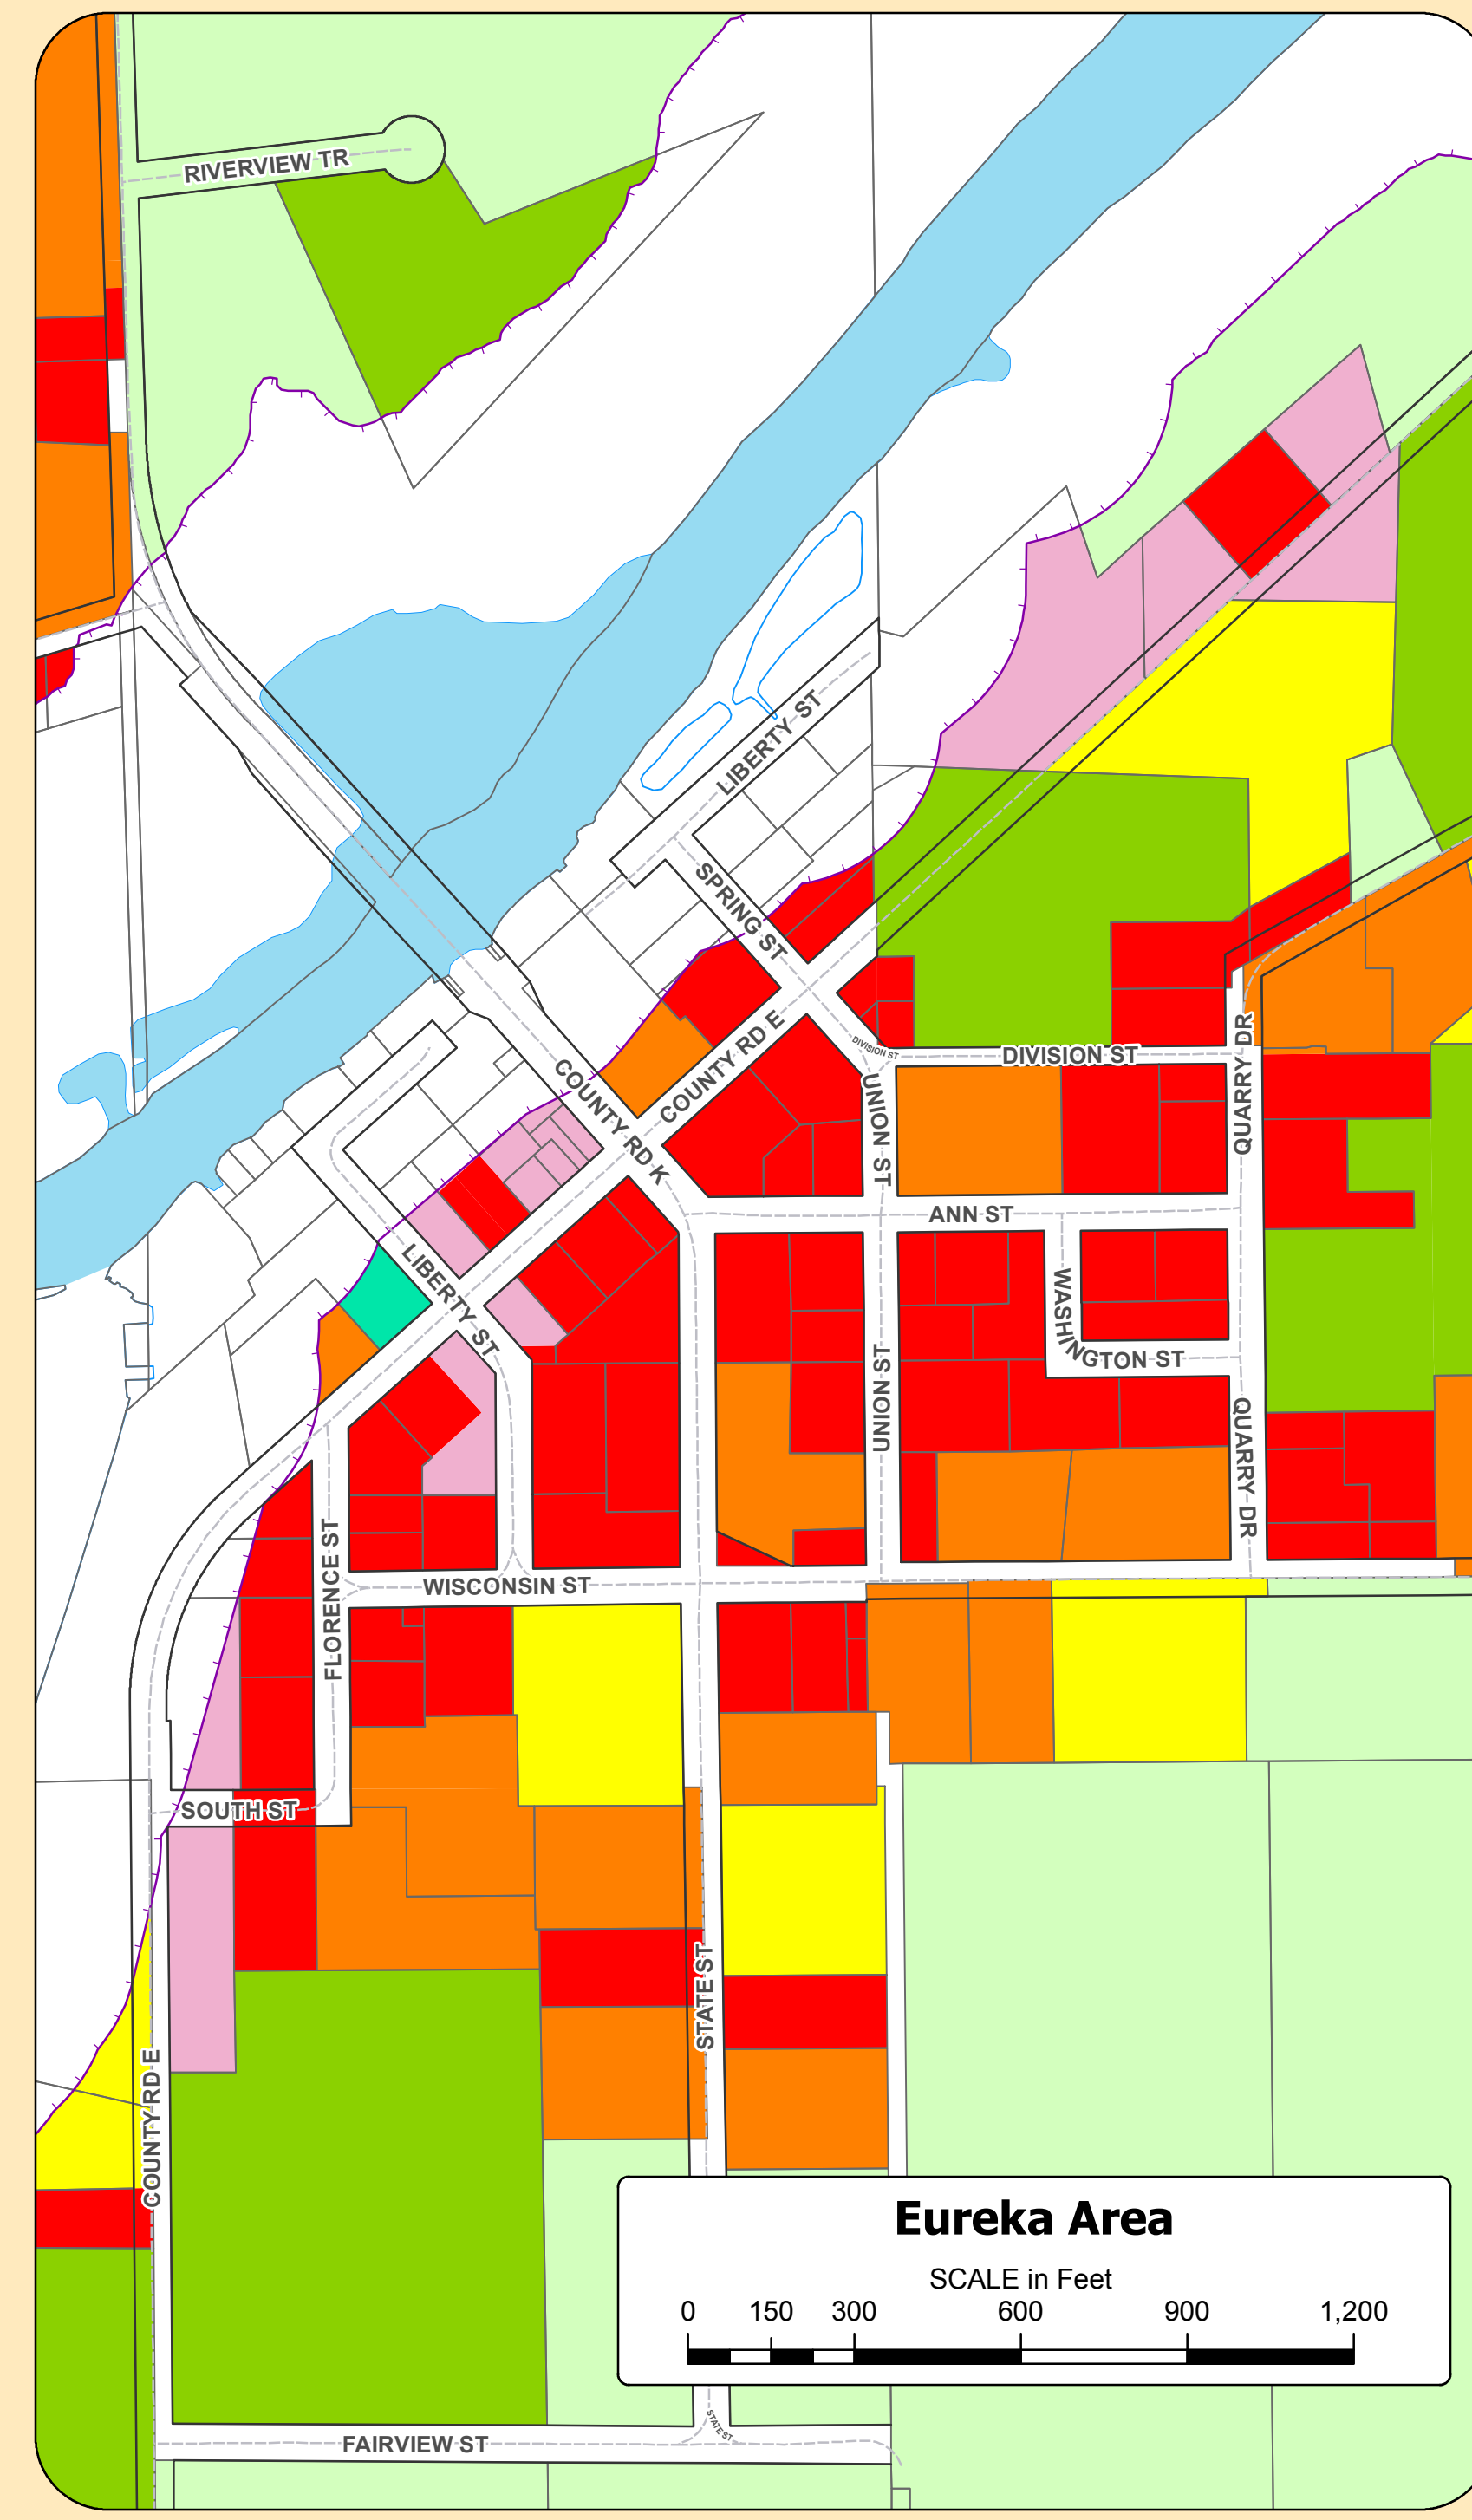 RIVERVIEW TR
LIBERTY ST
SPRING ST
COUNTY RD E
DIVISION ST
DIVISION ST
QUARRY DR
COUNTY RD K
UNION ST
ANN ST
LIBERTY ST
WASHINGTON ST
UNION ST
QUARRY DR
FLORENCE ST
WISCONSIN ST
SOUTH ST
STATE ST
COUNTY RD E
Eureka Area
SCALE in Feet
0 150 300 600 900 1,200
STATE ST
FAIRVIEW ST